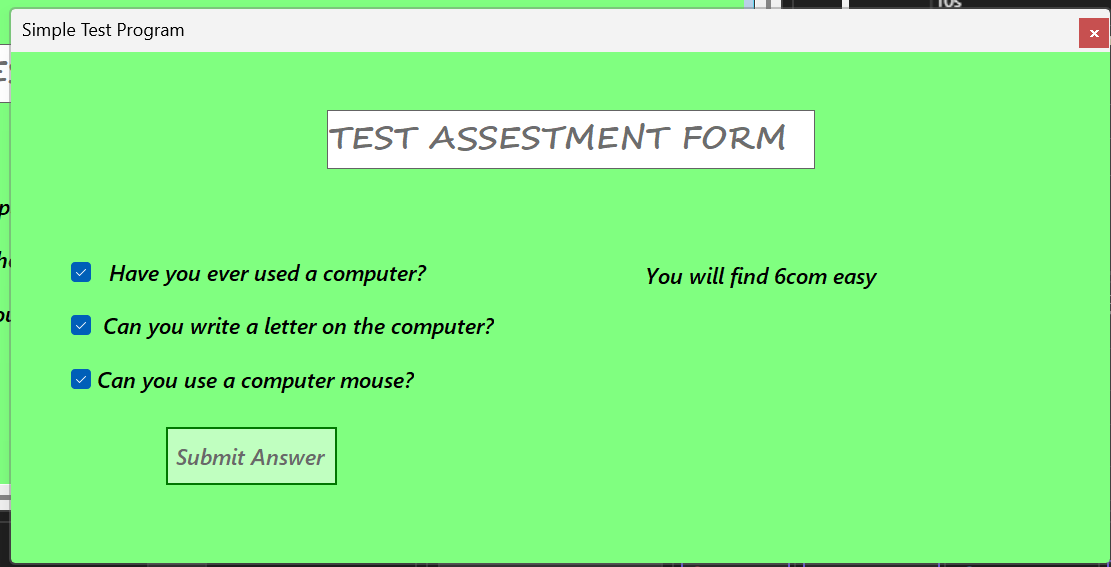 Simple Test Program
TEST ASSESTMENT FORM
Have you ever used a computer?
You will find 6com easy
Can you write a letter on the computer?
Can you use a computer mouse?
Submit Answer